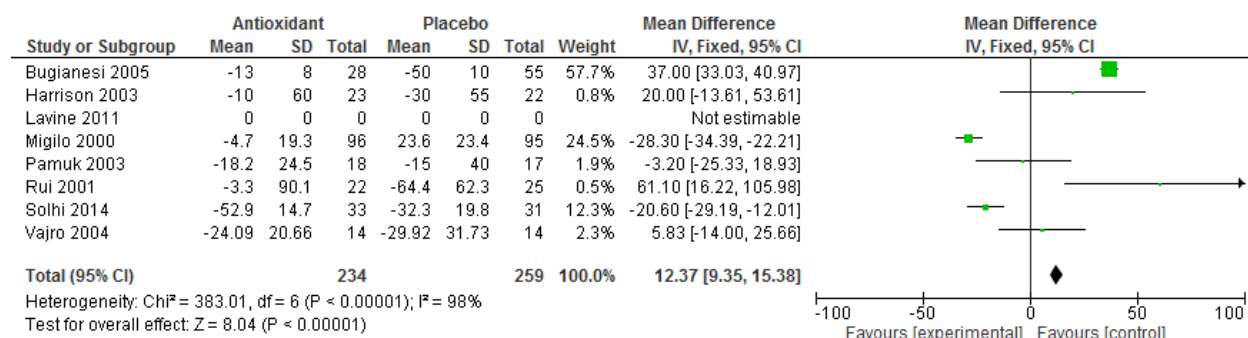 Antioxidant Placebo Mean Difference Mean Difference
Study or Subgroup Mean SD Total Mean SD Total Weight IV, Fixed, 95% CI IV, Fixed, 95% CI
Bugianesi 2005 -13 8 28 -50 10 55 57.7% 37.00 [33.03, 40.97]
Harrison 2003 -10 60 23 -30 55 22 0.8% 20.00 [-13.61, 53.61]
Lavine 2011 0 0 0 0 0 0 Not estimable
Migilo 2000 -4.7 19.3 96 23.6 23.4 95 24.5% -28.30 [-34.39, -22.21]
Pamuk 2003 -18.2 24.5 18 -15 40 17 1.9% -3.20 [-25.33, 18.93]
Rui 2001 -3.3 90.1 22 -64.4 62.3 25 0.5% 61.10 [16.22, 105.98]
Solhi 2014 -52.9 14.7 33 -32.3 19.8 31 12.3% -20.60 [-29.19, -12.01]
Vajro 2004 -24.09 20.66 14 -29.92 31.73 14 2.3% 5.83 [-14.00, 25.66]
Total (95% CI) 234 259 100.0% 12.37 [9.35, 15.38]
Heterogeneity: Chi² = 383.01, df = 6 (P < 0.00001); I² = 98%
Test for overall effect: Z = 8.04 (P < 0.00001)
-100 -50 0 50 100
Favours [experimental] Favours [control]